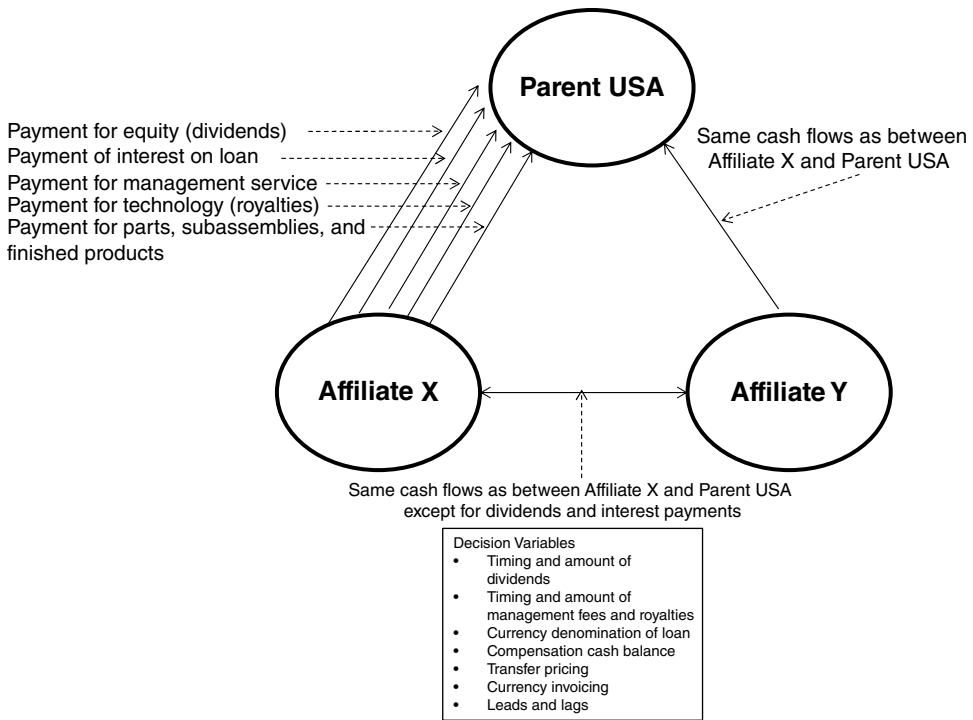 Parent USA
Payment for equity (dividends)
Payment of interest on loan
Payment for management service
Payment for technology (royalties)
Payment for parts, subassemblies, and
finished products
Same cash flows as between
Affiliate X and Parent USA
Affiliate X
Affiliate Y
Same cash flows as between Affiliate X and Parent USA
except for dividends and interest payments
Decision Variables
• Timing and amount of
dividends
• Timing and amount of
management fees and royalties
• Currency denomination of loan
• Compensation cash balance
• Transfer pricing
• Currency invoicing
• Leads and lags